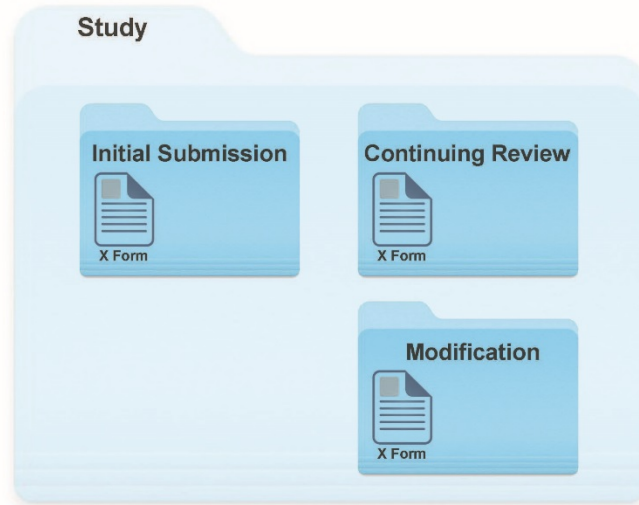 Study
Initial Submission
X Form
Continuing Review
X Form
Modification
X Form